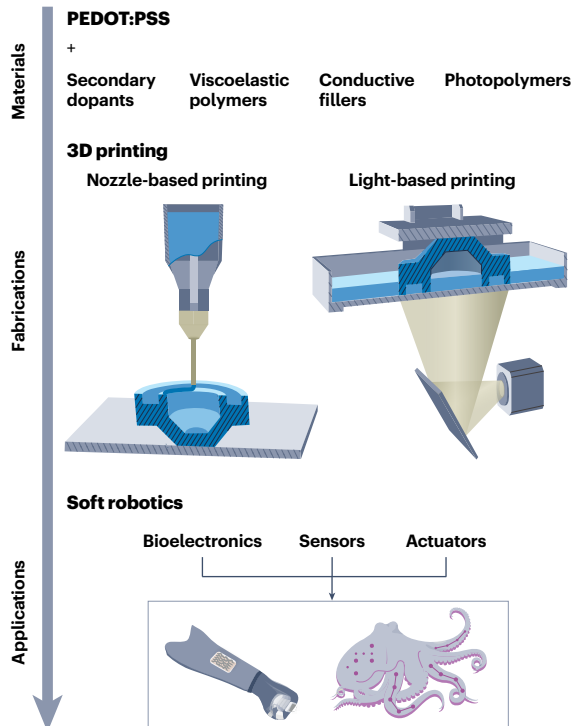 Materials
PEDOT:PSS
+
Secondary dopants
Viscoelastic polymers
Conductive fillers
Photopolymers
Fabrications
3D printing
Nozzle-based printing
Light-based printing
Applications
Soft robotics
Bioelectronics
Sensors
Actuators